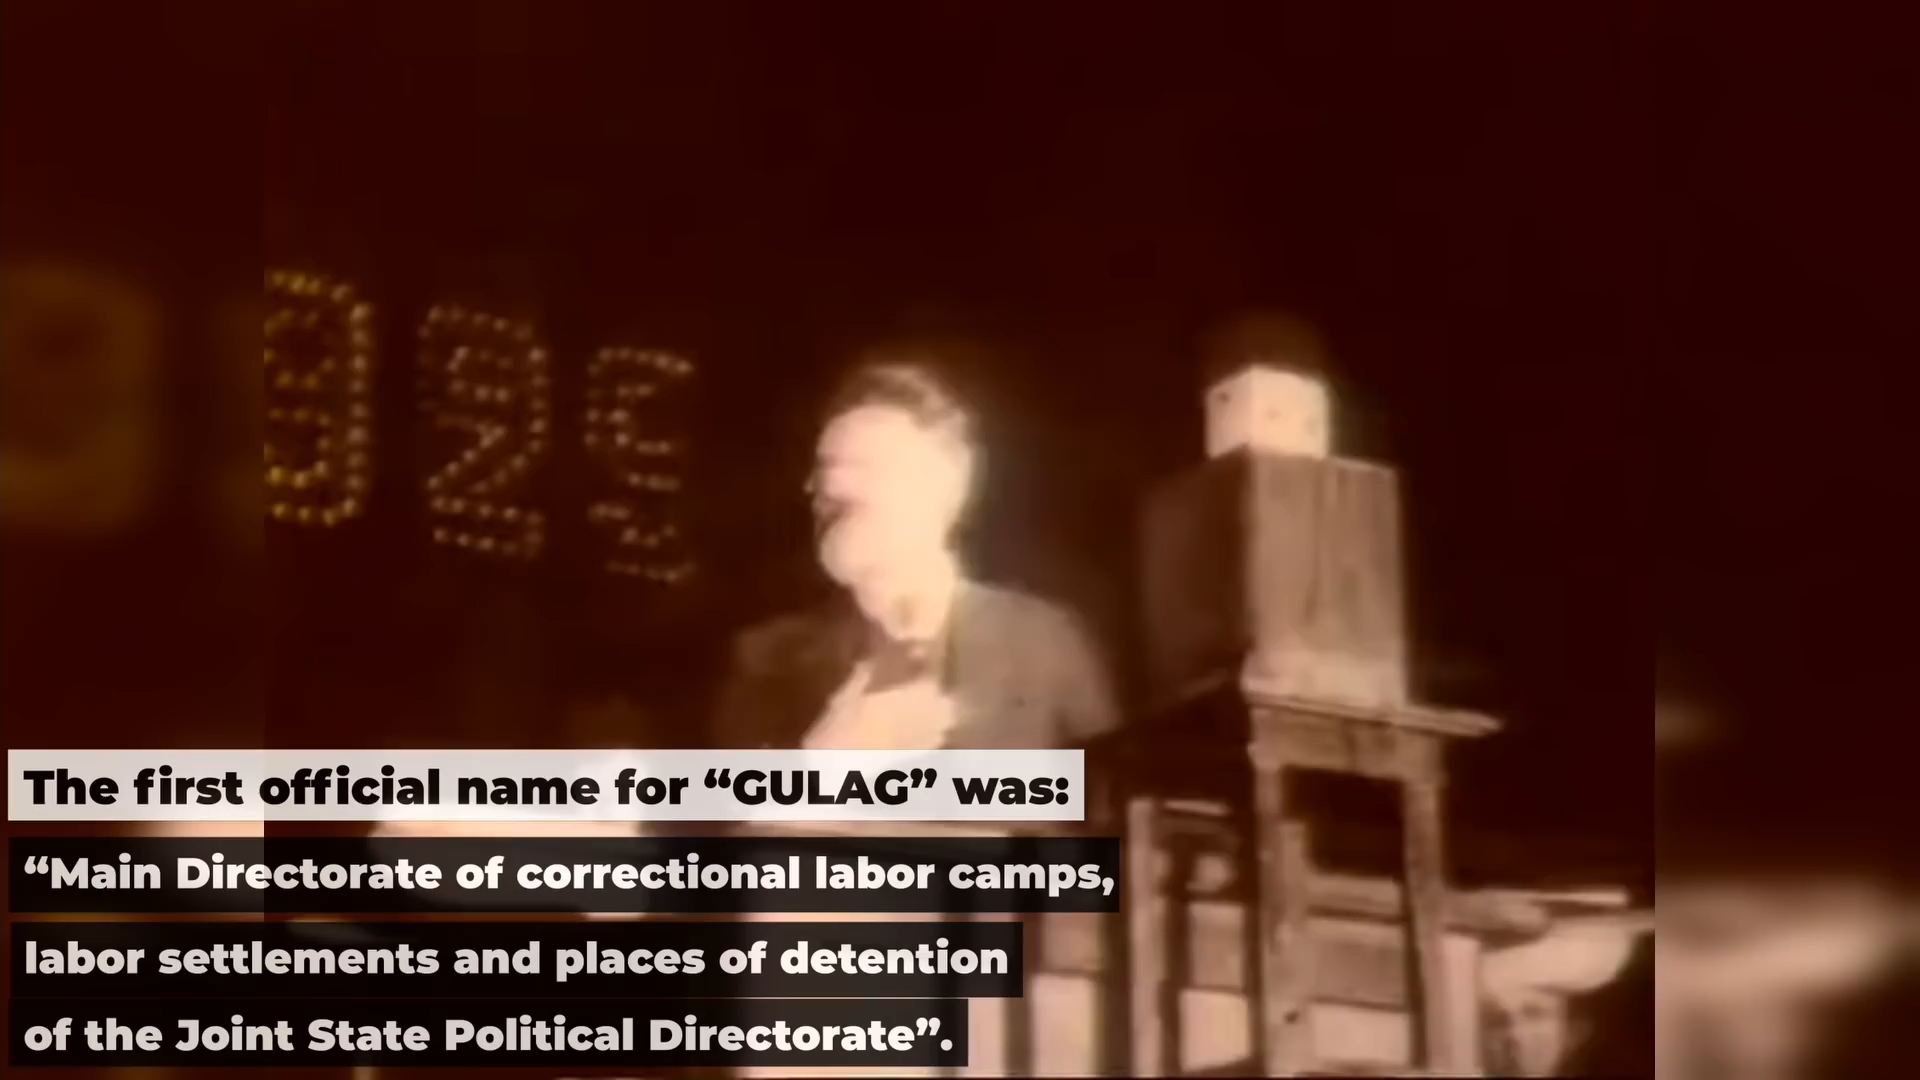 The first official name for “GULAG” was:
“Main Directorate of correctional labor camps,
labor settlements and places of detention
of the Joint State Political Directorate”.